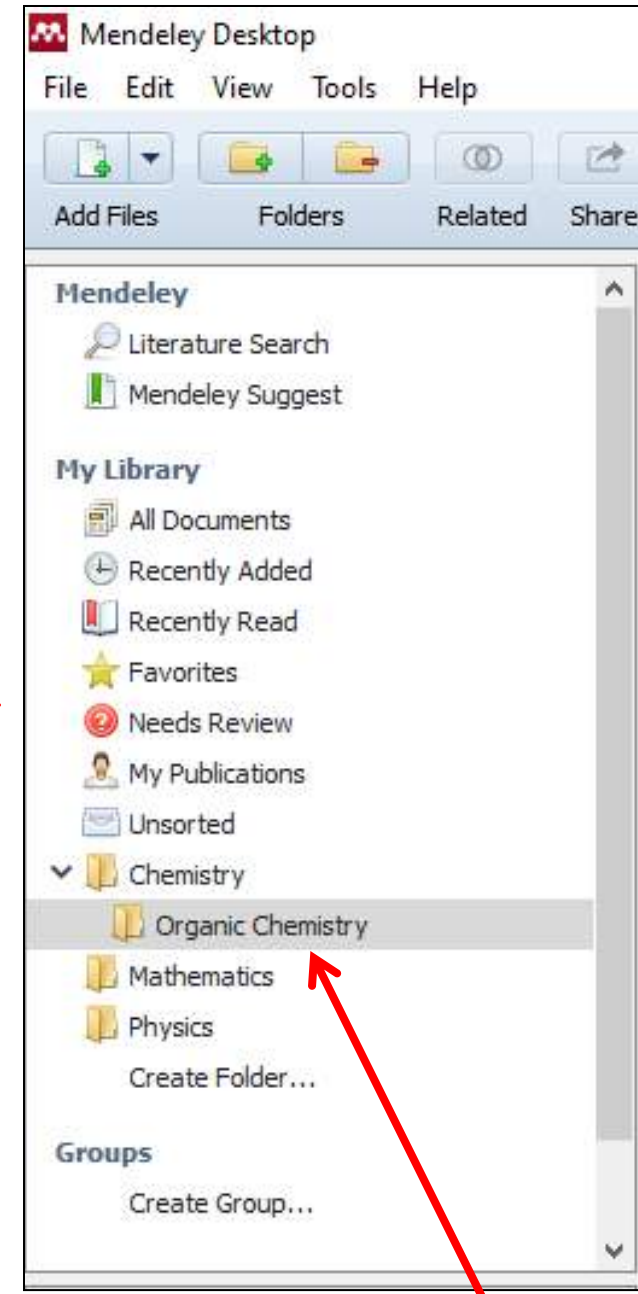 Mendeley Desktop
File Edit View Tools Help
Add Files Folders Related Share
Mendeley
Literature Search
Mendeley Suggest
My Library
All Documents
Recently Added
Recently Read
Favorites
Needs Review
My Publications
Unsorted
Chemistry
Organic Chemistry
Mathematics
Physics
Create Folder...
Groups
Create Group...